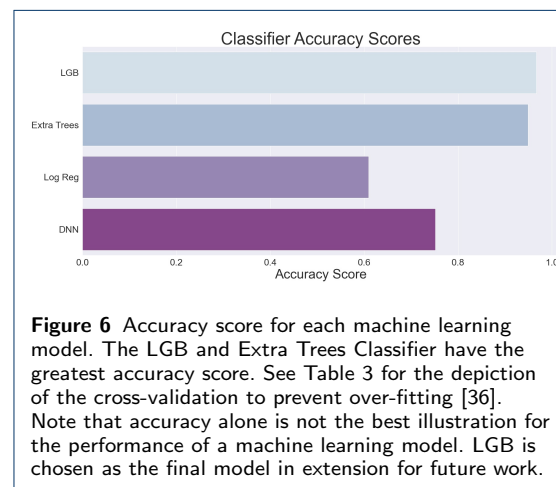 Classifier Accuracy Scores
LGB
Extra Trees
Log Reg
DNN
0.0 0.2 0.4 0.6 0.8 1.0
Accuracy Score
Figure 6 Accuracy score for each machine learning
model. The LGB and Extra Trees Classifier have the
greatest accuracy score. See Table 3 for the depiction
of the cross-validation to prevent over-fitting [36].
Note that accuracy alone is not the best illustration for
the performance of a machine learning model. LGB is
chosen as the final model in extension for future work.